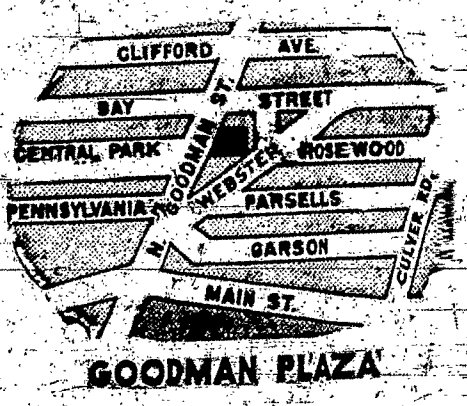 CLIFFORD AVE.
BAY STREET
CENTRAL PARK
ROSEWOOD
N. GOODMAN ST.
WEBSTER
PENNSYLVANIA
PARSELLS
GARSON
CULVER RD.
MAIN ST.
GOODMAN PLAZA